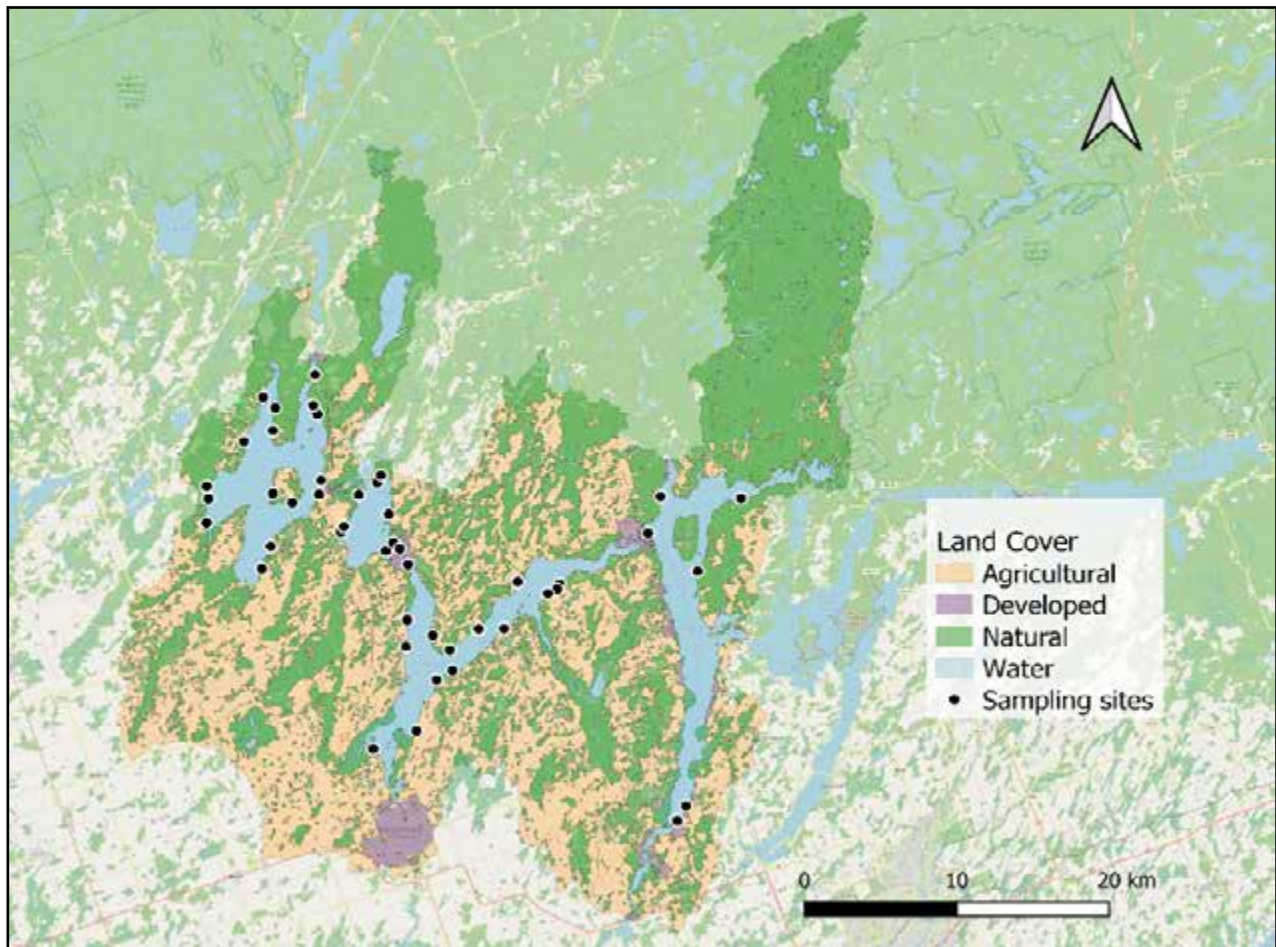 Land Cover
Agricultural
Developed
Natural
Water
Sampling sites
0 10 20 km